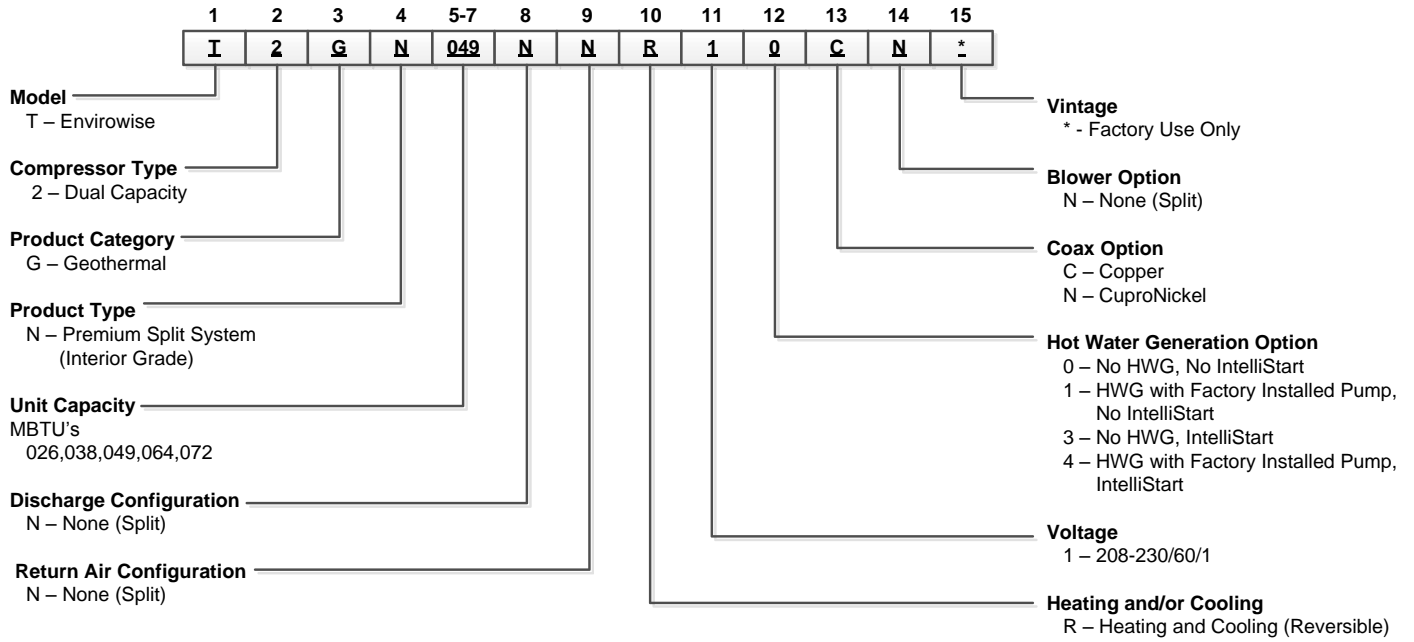 1 2 3 4 5-7 8 9 10 11 12 13 14 15
T 2 G N 049 N N R 1 0 C N *
Model
T – Envirowise
Compressor Type
2 – Dual Capacity
Product Category
G – Geothermal
Product Type
N – Premium Split System
(Interior Grade)
Unit Capacity
MBTU's
026,038,049,064,072
Discharge Configuration
N – None (Split)
Return Air Configuration
N – None (Split)
Vintage
* - Factory Use Only
Blower Option
N – None (Split)
Coax Option
C – Copper
N – CuproNickel
Hot Water Generation Option
0 – No HWG, No IntelliStart
1 – HWG with Factory Installed Pump,
No IntelliStart
3 – No HWG, IntelliStart
4 – HWG with Factory Installed Pump,
IntelliStart
Voltage
1 – 208-230/60/1
Heating and/or Cooling
R – Heating and Cooling (Reversible)